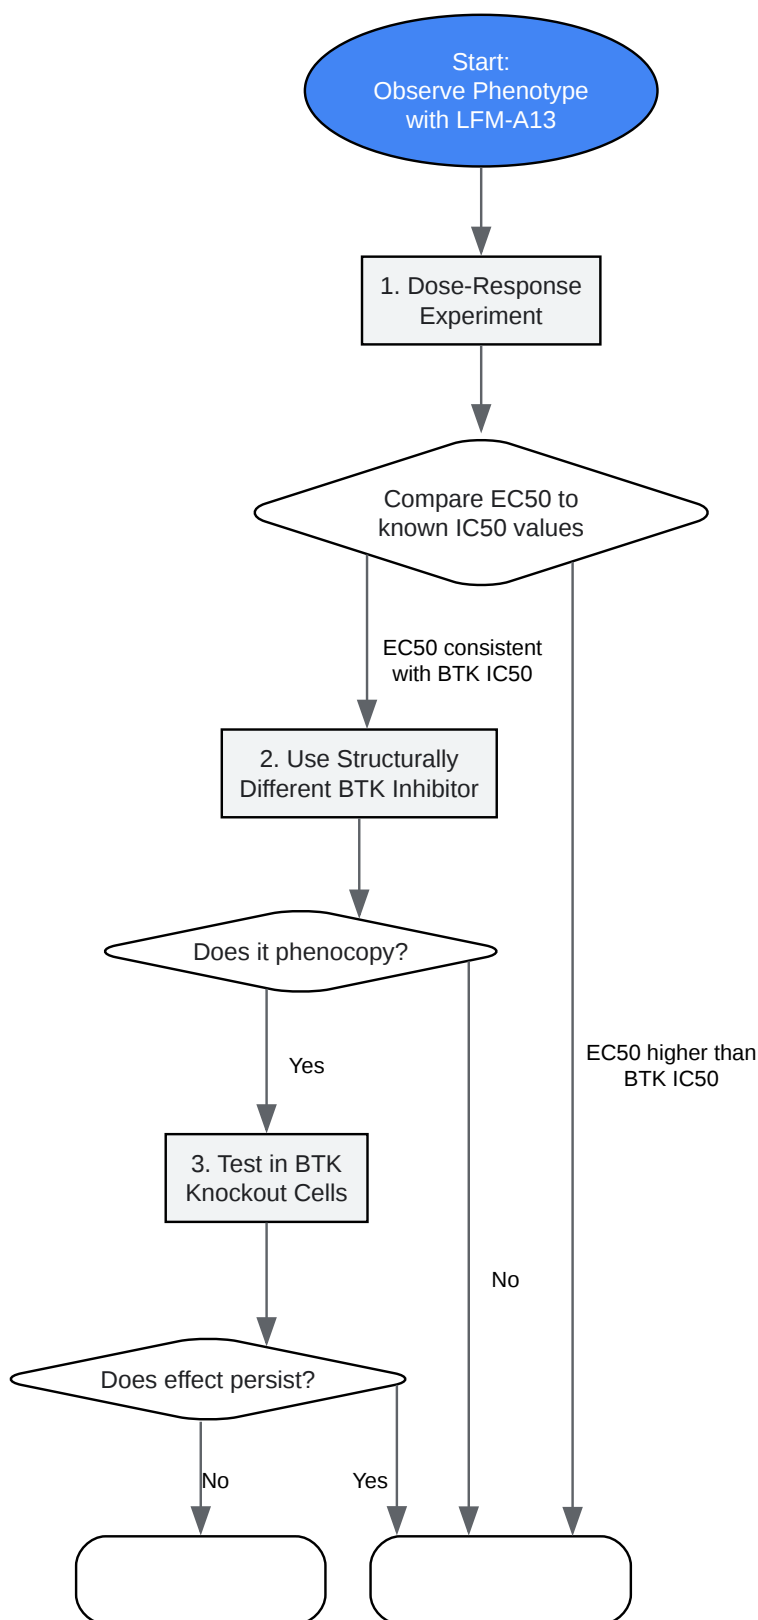 Start:
Observe Phenotype
with LFM-A13
1. Dose-Response
Experiment
Compare EC50 to
known IC50 values
EC50 consistent
with BTK IC50
2. Use Structurally
Different BTK Inhibitor
Does it phenocopy?
EC50 higher than
BTK IC50
Yes
3. Test in BTK
Knockout Cells
No
Does effect persist?
No
Yes